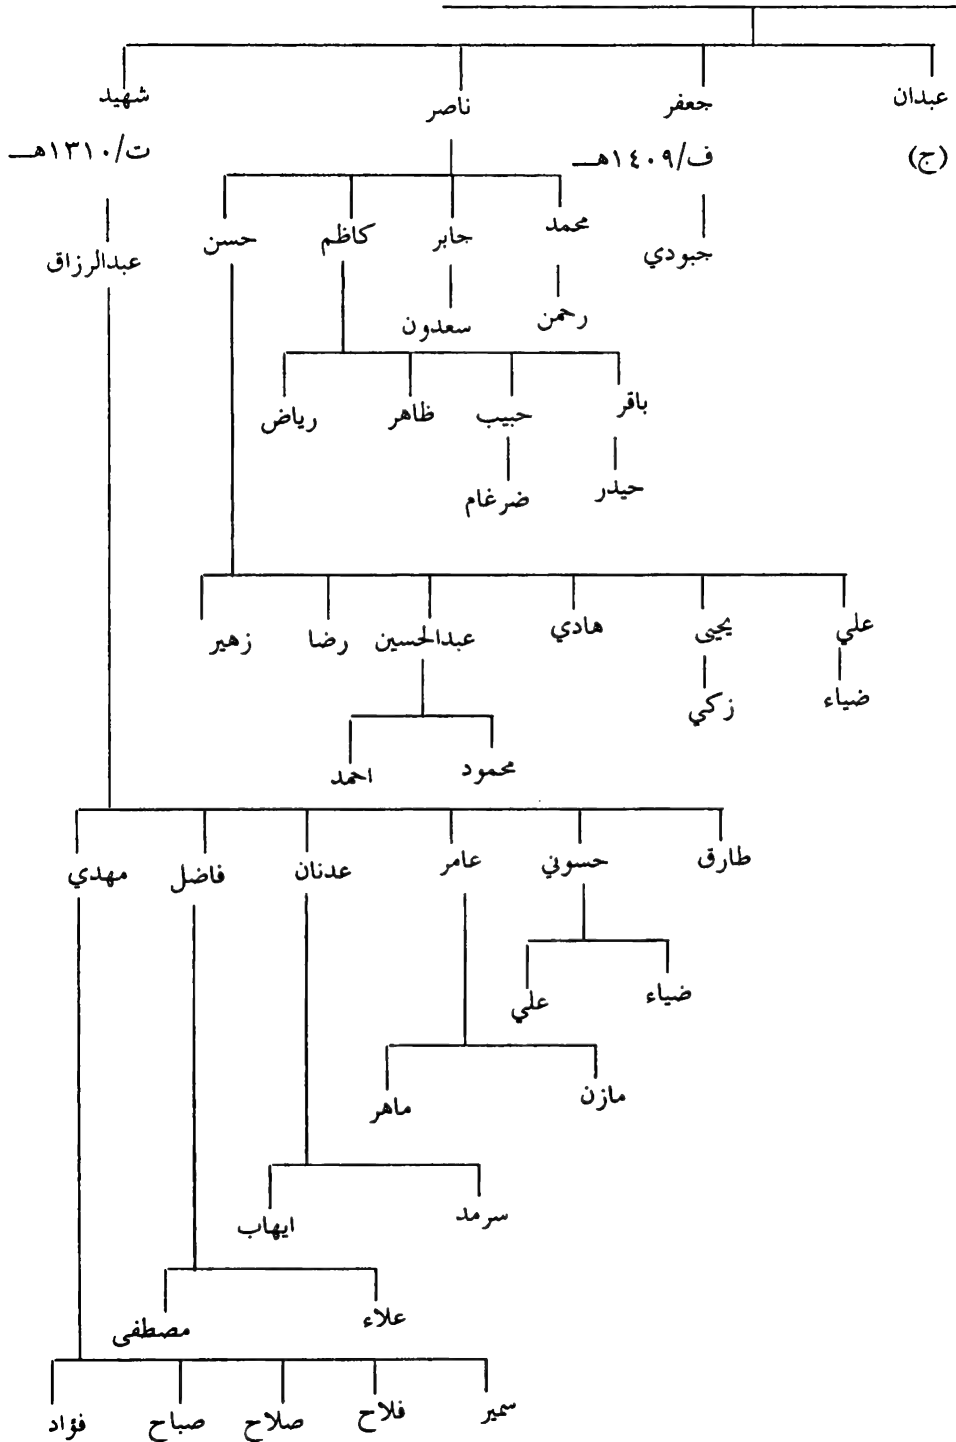 عبدان جعفر ناصر شهيد
(ج) ف/١٤٠٩هـ ت/١٣١٠هـ
محمد جابر كاظم حسن
جبودي عبدالرزاق
رحمن سعدون
باقر حبيب ظاهر رياض
حيدر ضرغام
علي يحيى هادي عبدالحسين رضا زهير
ضياء زكي
محمود احمد
طارق حسوني عامر عدنان فاضل مهدي
ضياء علي
مازن ماهر
سرمد ايهاب
علاء مصطفى
سمير فلاح صلاح صباح فؤاد